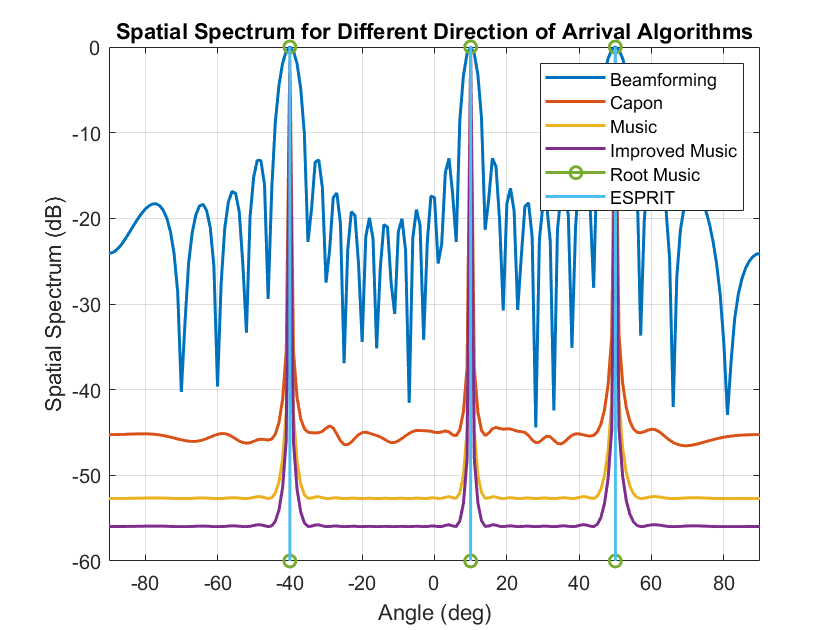 Spatial Spectrum for Different Direction of Arrival Algorithms
0
-10
-20
-30
-40
-50
-60
Spatial Spectrum (dB)
Beamforming
Capon
Music
Improved Music
Root Music
ESPRIT
-80 -60 -40 -20 0 20 40 60 80
Angle (deg)